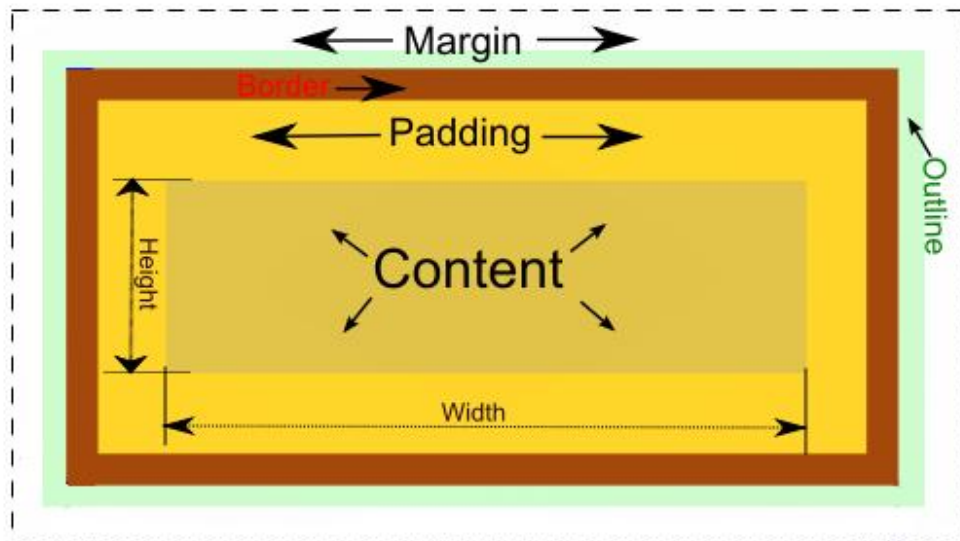 Margin
Border
Padding
Outline
Height
Content
Width